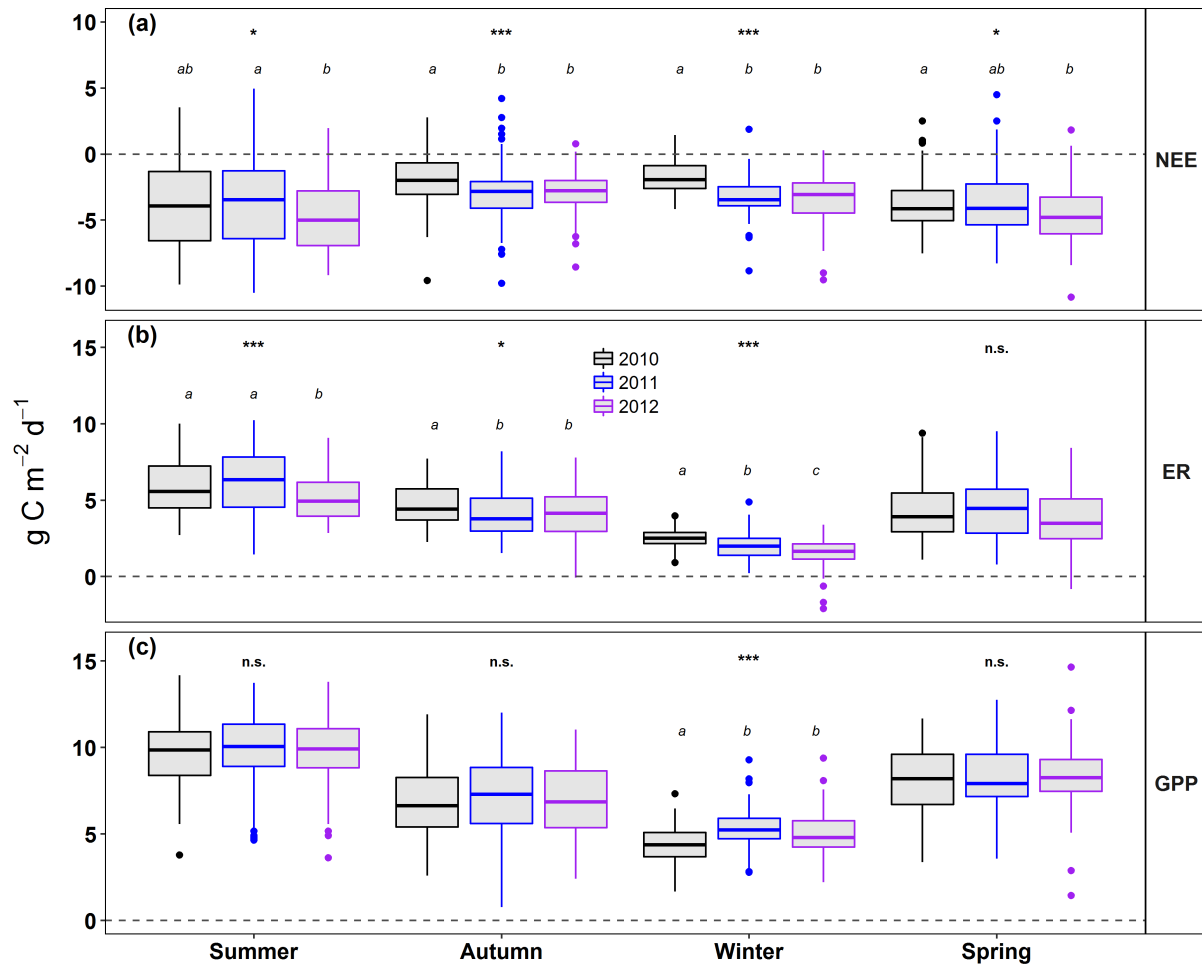 (a)
* *** *** *
ab a b a b b a b b a ab b
10
5
0
-5
-10
NEE
(b)
*** * *** n.s.
2010
2011
2012
a a b a b b a b c
15
10
5
0
ER
g C m⁻² d⁻¹
(c)
n.s. n.s. *** n.s.
a b b
15
10
5
0
GPP
Summer Autumn Winter Spring